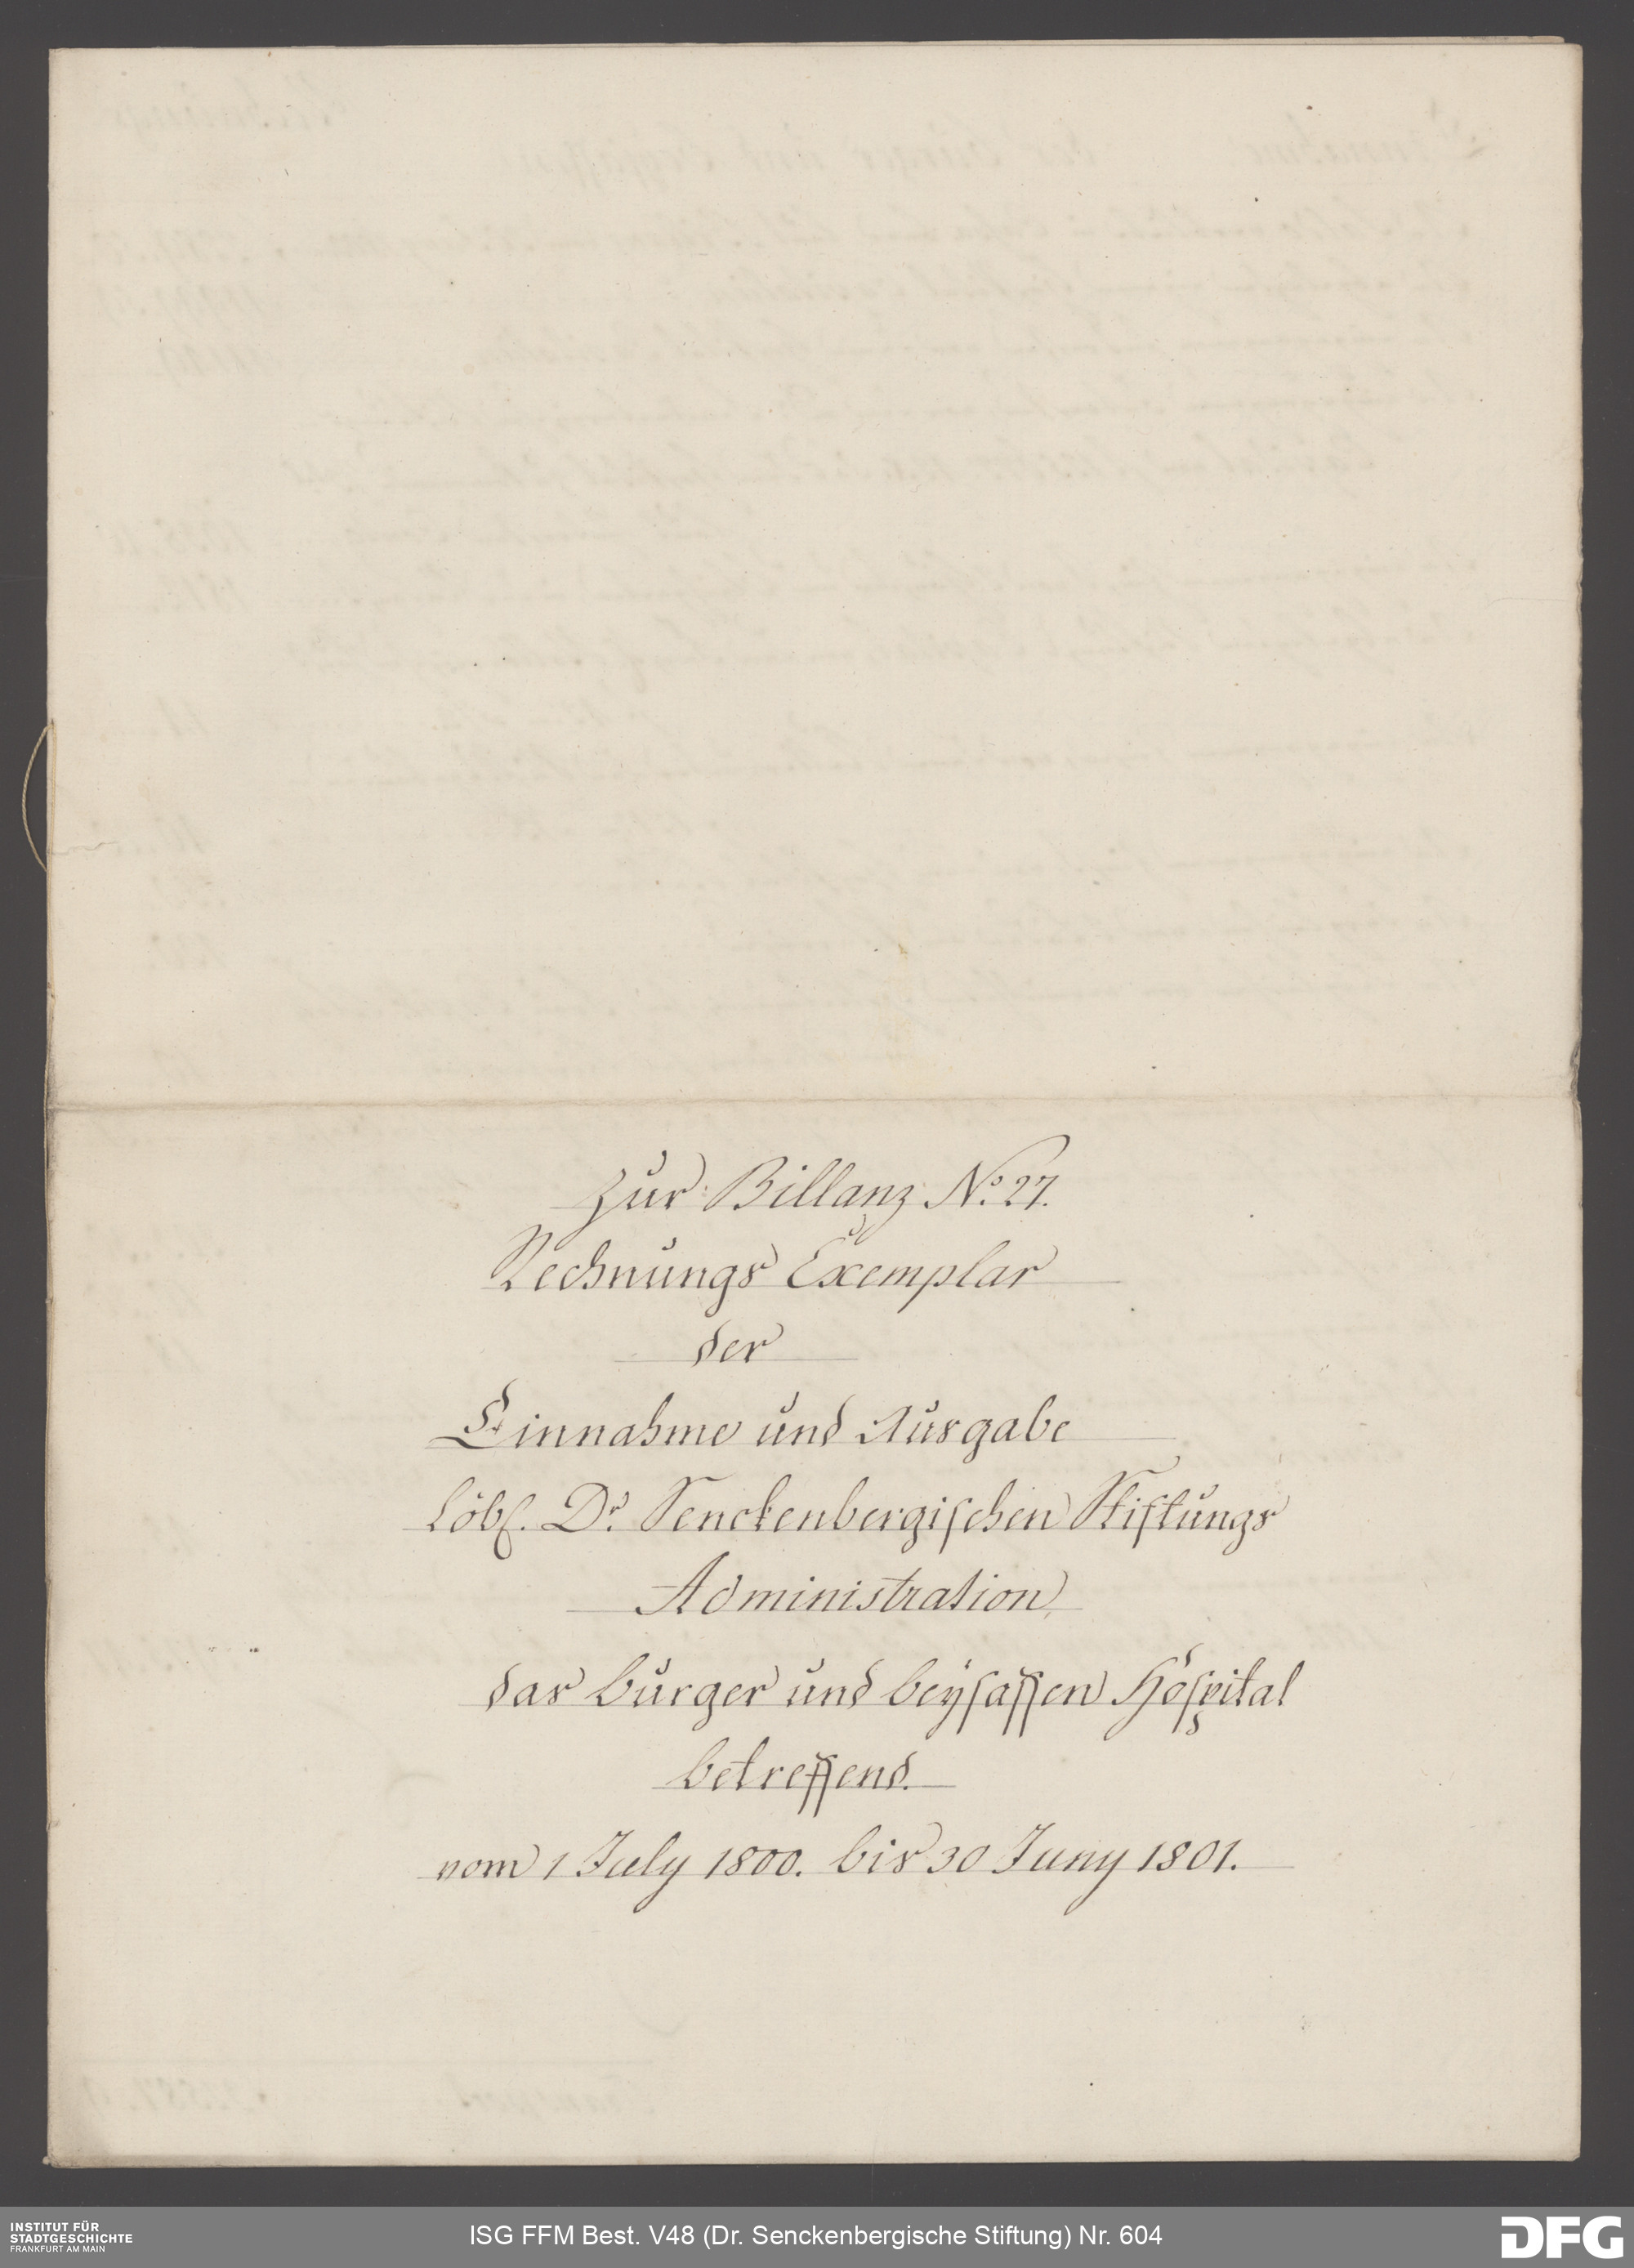 Zur Billanz No. 27.
Rechnungs Exemplar
der
Einnahme und Ausgabe
löbl. Dr. Senckenbergischen Stiftungs
Administration
das burger und beysassen Hospital
betreffend.
vom 1 July 1800. bis 30 Juny 1801.
INSTITUT FÜR
STADTGESCHICHTE
FRANKFURT AM MAIN
ISG FFM Best. V48 (Dr. Senckenbergische Stiftung) Nr. 604
DFG